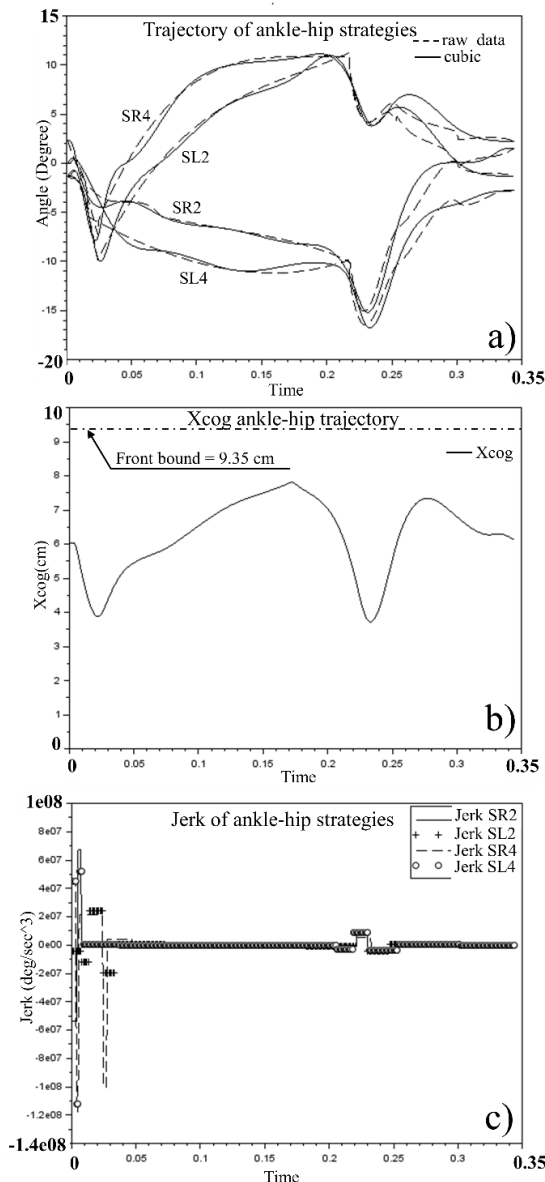 Trajectory of ankle-hip strategies
raw data
cubic
15
10
5
0
-5
-10
-15
-20
Angle (Degree)
SR4
SL2
SR2
SL4
a)
0
0.05
0.1
0.15
0.2
0.25
0.3
0.35
Time
Xcog ankle-hip trajectory
Front bound = 9.35 cm
Xcog
10
9
8
7
6
5
4
3
2
1
0
Xcog(cm)
b)
0
0.05
0.1
0.15
0.2
0.25
0.3
0.35
Time
Jerk of ankle-hip strategies
Jerk SR2
Jerk SL2
Jerk SR4
Jerk SL4
1e08
8e07
6e07
4e07
2e07
0e00
-2e07
-4e07
-6e07
-8e07
-1e08
-1.2e08
-1.4e08
Jerk (deg/sec^3)
c)
0
0.05
0.1
0.15
0.2
0.25
0.3
0.35
Time